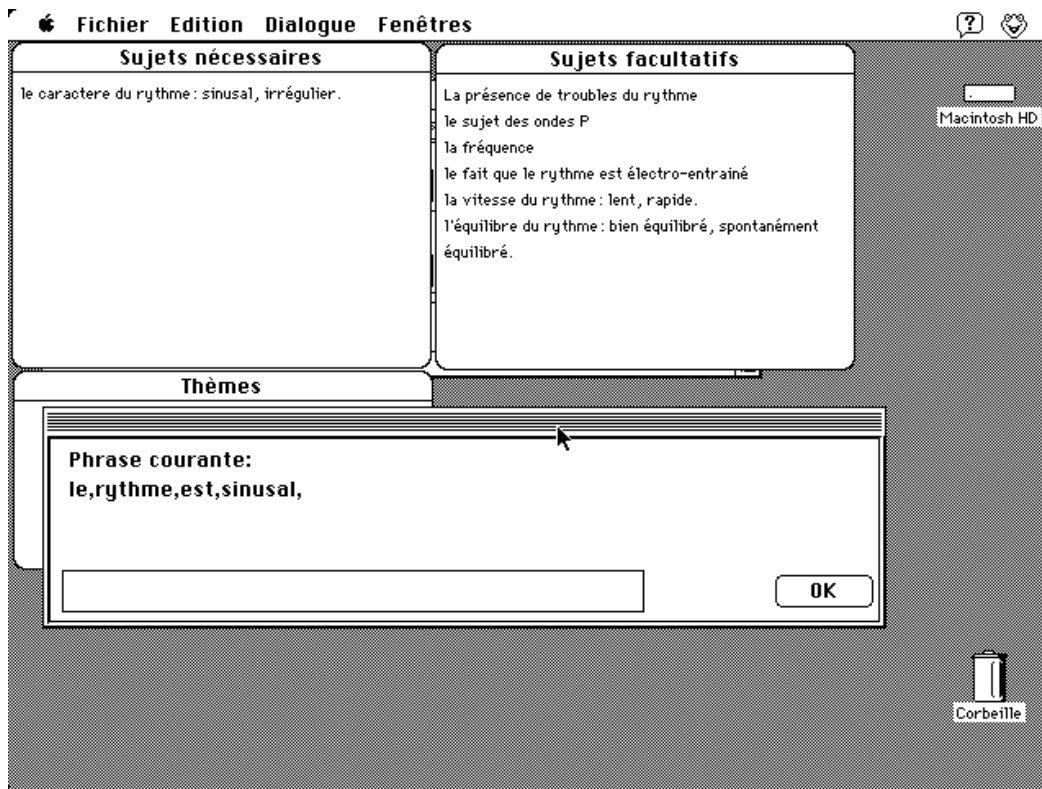 Fichier Edition Dialogue Fenêtres
Sujets nécessaires
le caractere du rythme: sinusal, irrégulier.
Sujets facultatifs
La présence de troubles du rythme
le sujet des ondes P
la fréquence
le fait que le rythme est électro-entrainé
la vitesse du rythme: lent, rapide.
l'équilibre du rythme: bien équilibré, spontanément
équilibré.
Macintosh HD
Thèmes
Phrase courante:
le,rythme,est,sinusal,
OK
Corbeille